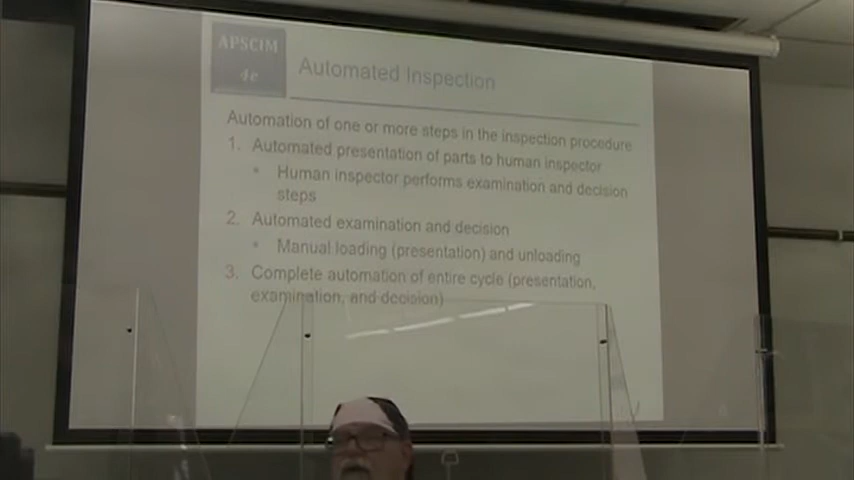 APSCIM
4e
Automated Inspection
Automation of one or more steps in the inspection procedure
1. Automated presentation of parts to human inspector
• Human inspector performs examination and decision
steps
2. Automated examination and decision
• Manual loading (presentation) and unloading
3. Complete automation of entire cycle (presentation,
examination, and decision)